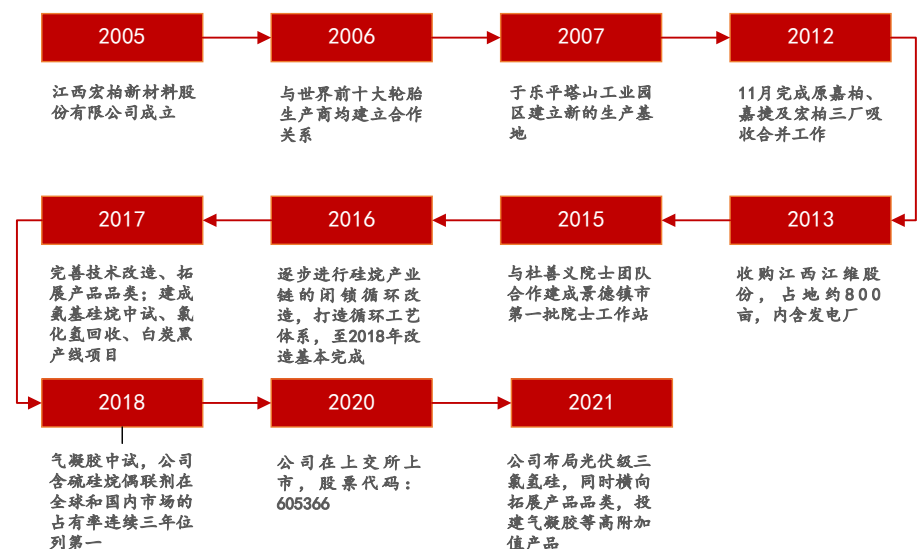 2005
江西宏柏新材料股
份有限公司成立
2006
与世界前十大轮胎
生产商均建立合作
关系
2007
于乐平塔山工业园
区建立新的生产基
地
2012
11月完成原嘉柏、
嘉捷及宏柏三厂吸
收合并工作
2013
收购江西江维股
份，占地约800
亩，内含发电厂
2015
与杜善义院士团队
合作建成景德镇市
第一批院士工作站
2016
逐步进行硅烷产业
链的闭锁循环改
造，打造循环工艺
体系，至2018年改
造基本完成
2017
完善技术改造、拓
展产品品类；建成
氨基硅烷中试、氯
化氢回收、白炭黑
产线项目
2018
气凝胶中试，公司
含硫硅烷偶联剂在
全球和国内市场的
占有率连续三年位
列第一
2020
公司在上交所上
市，股票代码：
605366
2021
公司布局光伏级三
氯氢硅，同时横向
拓展产品品类，投
建气凝胶等高附加
值产品